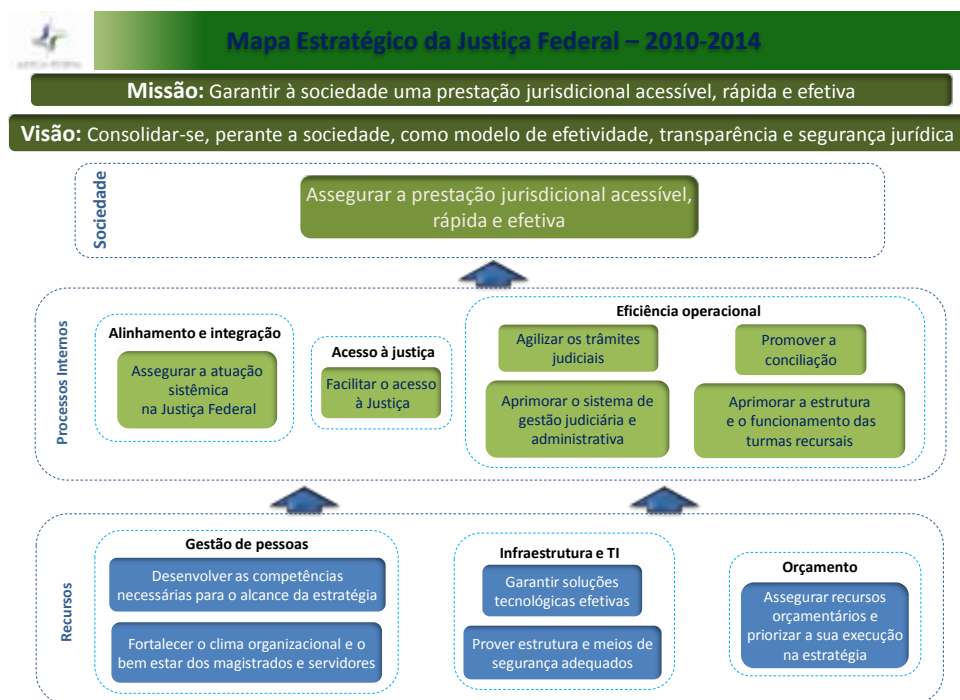 Mapa Estratégico da Justiça Federal – 2010-2014
Missão: Garantir à sociedade uma prestação jurisdicional acessível, rápida e efetiva
Visão: Consolidar-se, perante a sociedade, como modelo de efetividade, transparência e segurança jurídica
Sociedade
Assegurar a prestação jurisdicional acessível,
rápida e efetiva
Processos Internos
Alinhamento e integração
Assegurar a atuação
sistêmica
na Justiça Federal
Acesso à justiça
Facilitar o acesso
à Justiça
Eficiência operacional
Agilizar os trâmites
judiciais
Promover a
conciliação
Aprimorar o sistema de
gestão judiciária e
administrativa
Aprimorar a estrutura
e o funcionamento das
turmas recursais
Recursos
Gestão de pessoas
Desenvolver as competências
necessárias para o alcance da estratégia
Fortalecer o clima organizacional e o
bem estar dos magistrados e servidores
Infraestrutura e TI
Garantir soluções
tecnológicas efetivas
Prover estrutura e meios de
segurança adequados
Orçamento
Assegurar recursos
orçamentários e
priorizar a sua execução
na estratégia